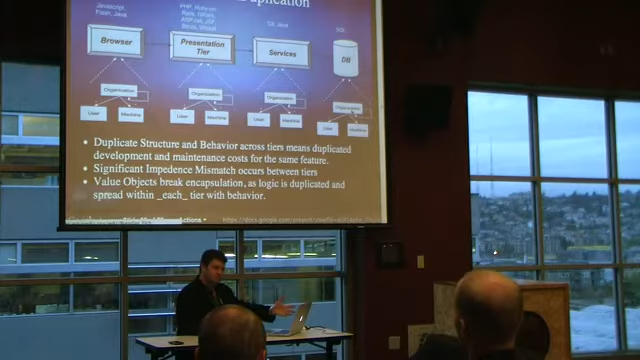 Javascript,
Flash, Java
SQL
Browser
Presentation
Tier
Services
DB
Organization
Organization
Organization
Organization
User
Machine
User
Machine
User
Machine
User
Machine
• Duplicate Structure and Behavior across tiers means duplicated
development and maintenance costs for the same feature.
• Significant Impedence Mismatch occurs between tiers
• Value Objects break encapsulation, as logic is duplicated and
spread within _each_ tier with behavior.